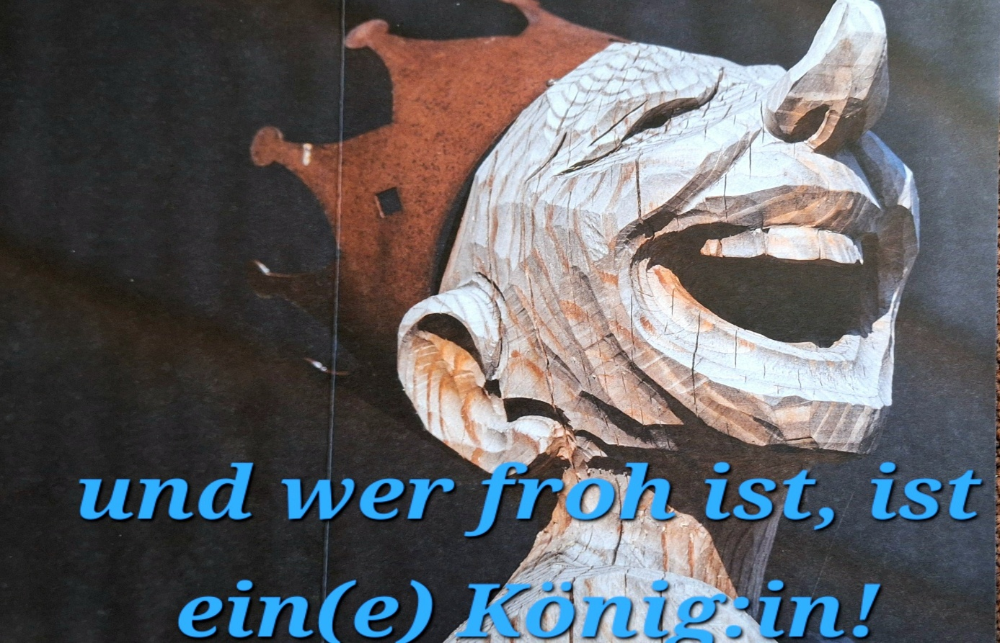 und wer froh ist, ist
ein(e) König:in!